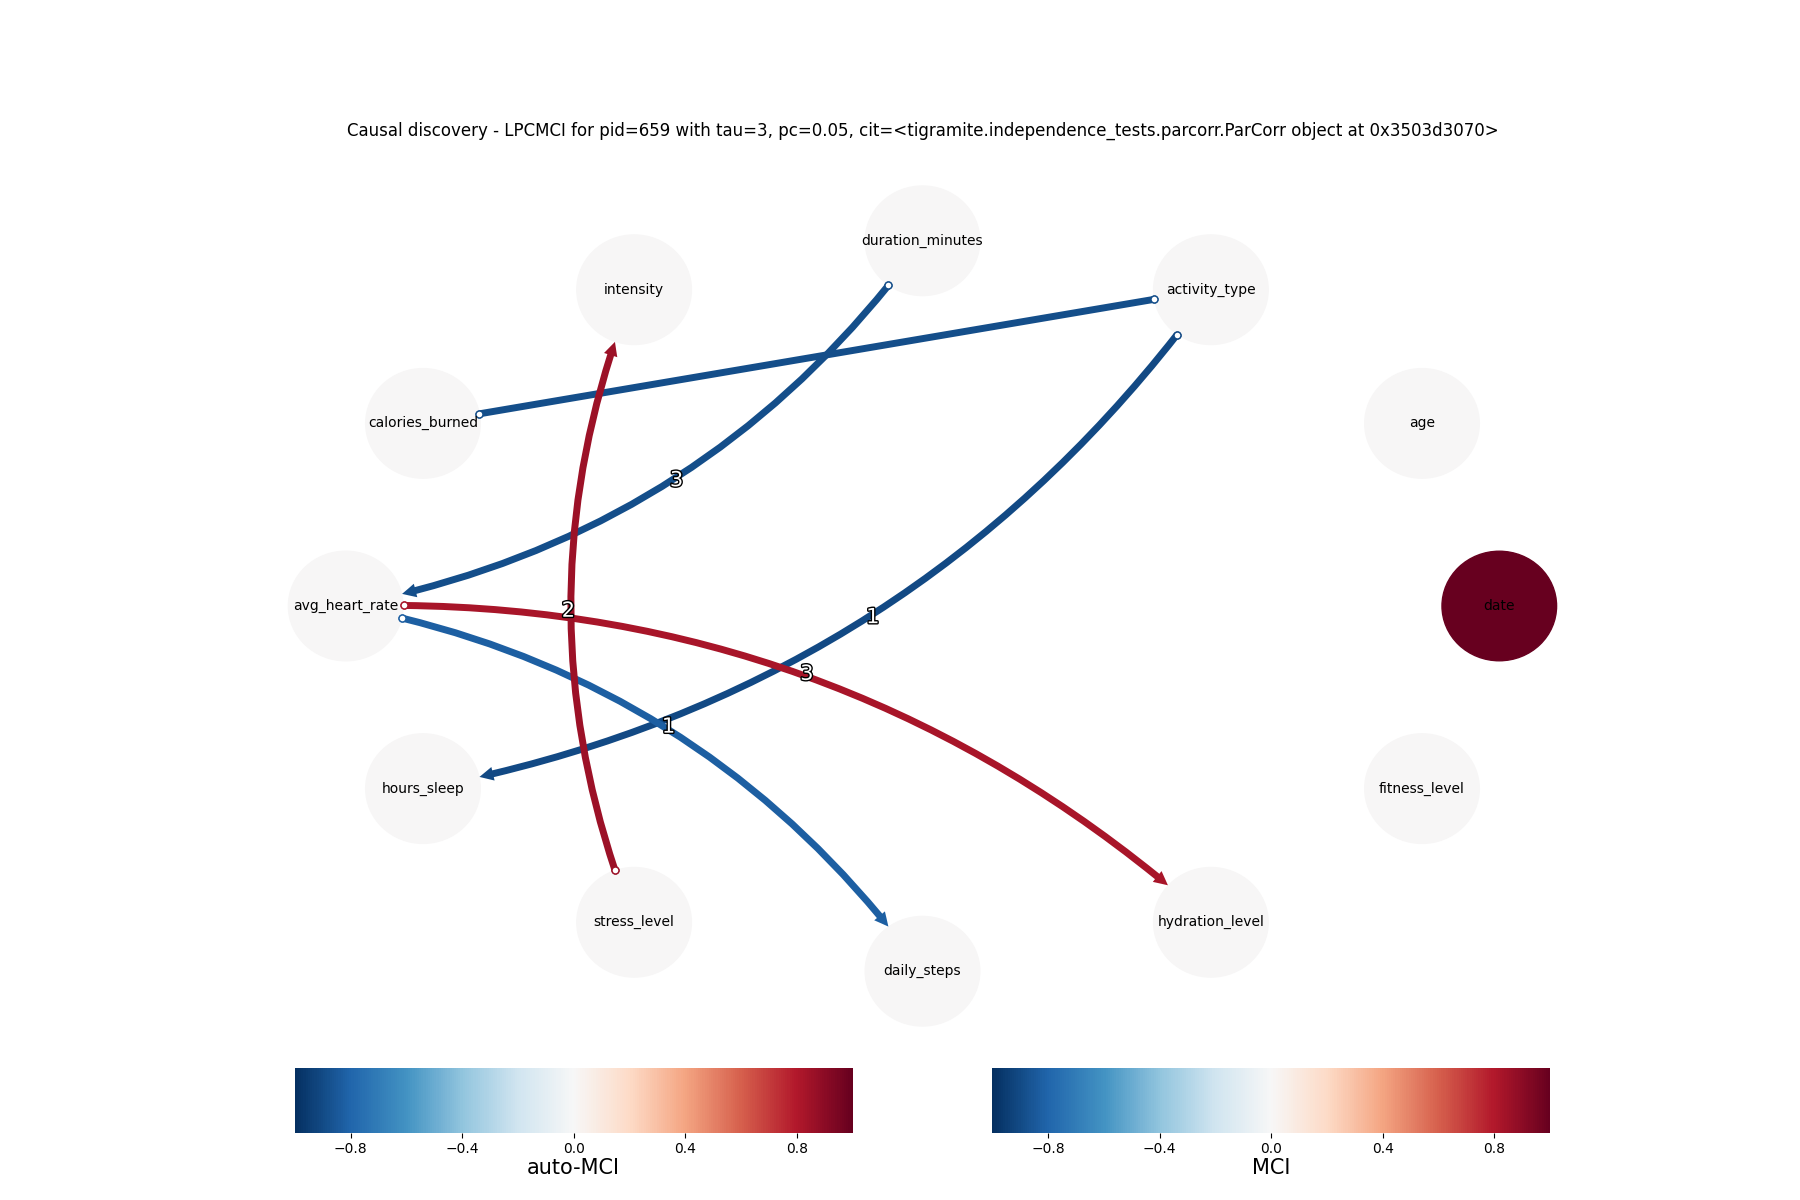 Causal discovery - LPCMCI for pid=659 with tau=3, pc=0.05, cit=<tigramite.independence_tests.parcorr.ParCorr object at 0x3503d3070>
duration_minutes
intensity
activity_type
calories_burned
age
3
avg_heart_rate
date
2
1
3
1
hours_sleep
fitness_level
stress_level
hydration_level
daily_steps
−0.8 −0.4 0.0 0.4 0.8
auto-MCI
−0.8 −0.4 0.0 0.4 0.8
MCI